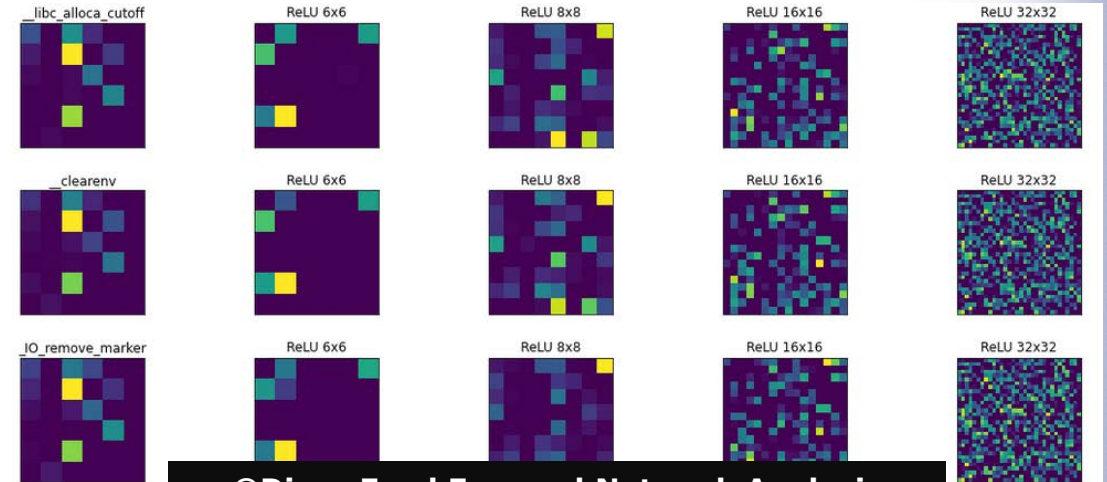 __libc_alloca_cutoff ReLU 6x6 ReLU 8x8 ReLU 16x16 ReLU 32x32
__clearenv ReLU 6x6 ReLU 8x8 ReLU 16x16 ReLU 32x32
_IO_remove_marker ReLU 6x6 ReLU 8x8 ReLU 16x16 ReLU 32x32